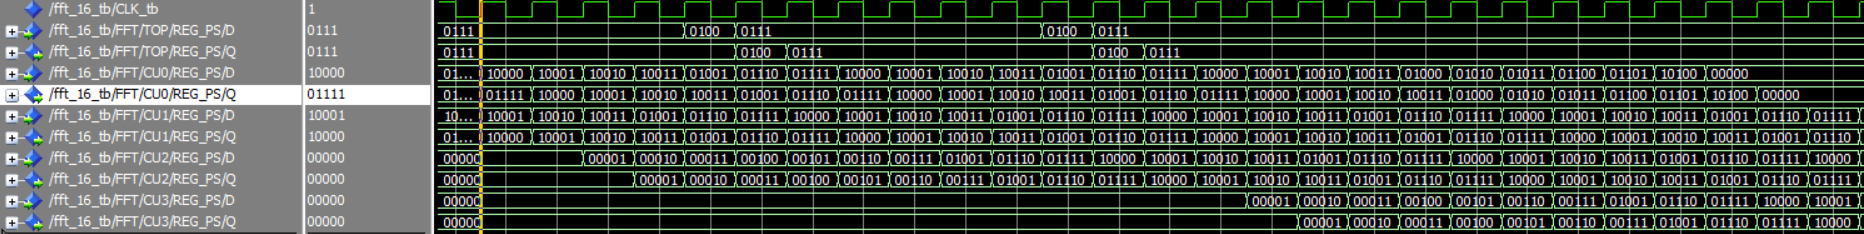 /fft_16_tb/CLK_tb 1
/fft_16_tb/FFT/TOP/REG_PS/D 0111 0111 0100 0111 0100 0111
/fft_16_tb/FFT/TOP/REG_PS/Q 0111 0111 0100 0111 0100 0111
/fft_16_tb/FFT/CU0/REG_PS/D 10000 01... 10000 10001 10010 10011 01001 01110 01111 10000 10001 10010 10011 01001 01110 01111 10000 10001 10010 10011 01000 01010 01011 01100 01101 10100 00000
/fft_16_tb/FFT/CU0/REG_PS/Q 01111 01... 01111 10000 10001 10010 10011 01001 01110 01111 10000 10001 10010 10011 01001 01110 01111 10000 10001 10010 10011 01000 01010 01011 01100 01101 10100 00000
/fft_16_tb/FFT/CU1/REG_PS/D 10001 10... 10001 10010 10011 01001 01110 01111 10000 10001 10010 10011 01001 01110 01111 10000 10001 10010 10011 01001 01110 01111 10000 10001 10010 10011 01001 01110 01111
/fft_16_tb/FFT/CU1/REG_PS/Q 10000 01... 10000 10001 10010 10011 01001 01110 01111 10000 10001 10010 10011 01001 01110 01111 10000 10001 10010 10011 01001 01110 01111 10000 10001 10010 10011 01001 01110
/fft_16_tb/FFT/CU2/REG_PS/D 00000 00000 00001 00010 00011 00100 00101 00110 00111 01001 01110 01111 10000 10001 10010 10011 01001 01110 01111 10000 10001 10010 10011 01001 01110 01111 10000
/fft_16_tb/FFT/CU2/REG_PS/Q 00000 00000 00001 00010 00011 00100 00101 00110 00111 01001 01110 01111 10000 10001 10010 10011 01001 01110 01111 10000 10001 10010 10011 01001 01110 01111
/fft_16_tb/FFT/CU3/REG_PS/D 00000 00000 00001 00010 00011 00100 00101 00110 00111 01001 01110 01111 10000 10001
/fft_16_tb/FFT/CU3/REG_PS/Q 00000 00000 00001 00010 00011 00100 00101 00110 00111 01001 01110 01111 10000